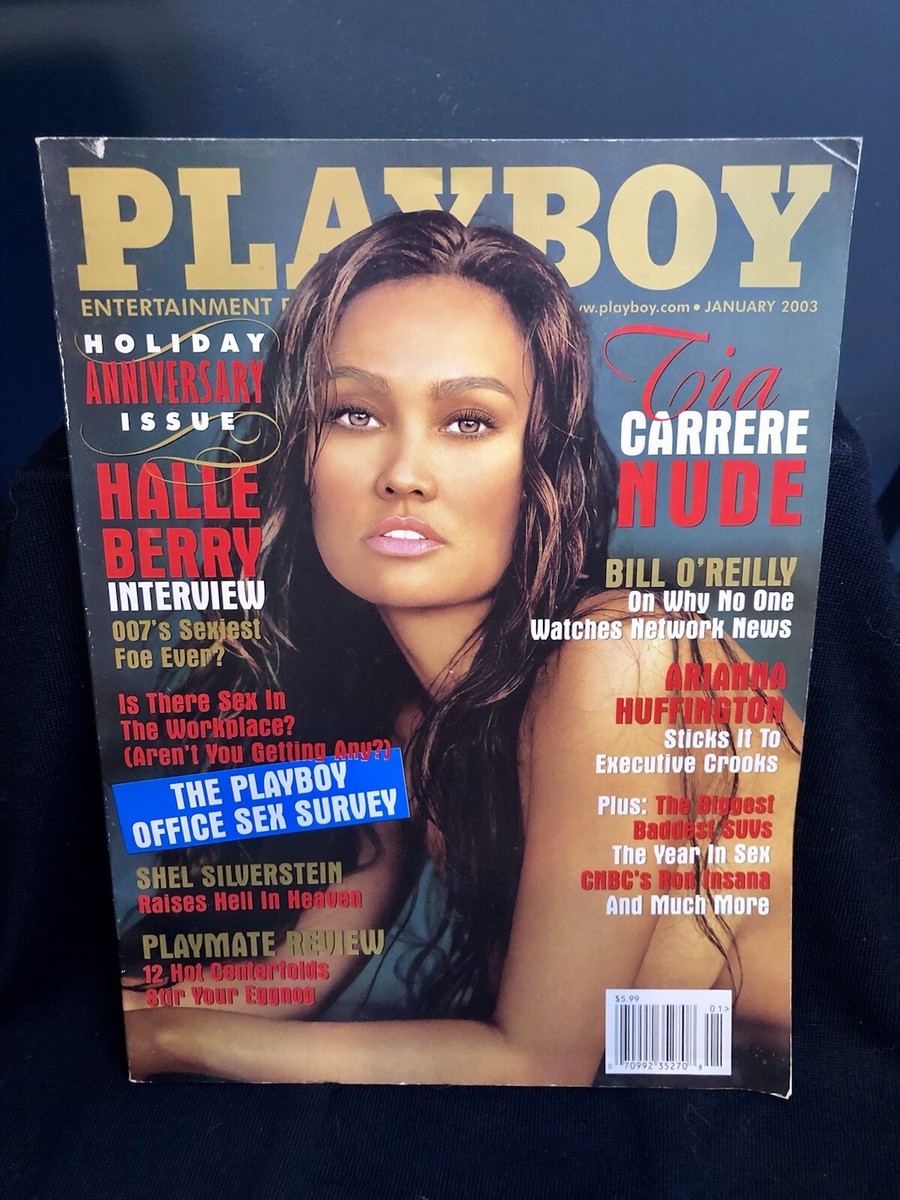 PLAYBOY
ENTERTAINMENT F
w.playboy.com • JANUARY 2003
HOLIDAY
ANNIVERSARY
ISSUE
HALLE
BERRY
INTERVIEW
007's Sexiest
Foe Ever?
Is There Sex In
The Workplace?
(Aren't You Getting Any?)
THE PLAYBOY
OFFICE SEX SURVEY
SHEL SILVERSTEIN
Raises Hell In Heaven
PLAYMATE REVIEW
12 Hot Centerfolds
Stir Your Eggnog
Tia
CARRERE
NUDE
BILL O'REILLY
On Why No One
Watches Network News
ARIANNA
HUFFINGTON
Sticks It To
Executive Crooks
Plus: The Biggest
Baddest SUVs
The Year In Sex
CNBC's Ron Insana
And Much More
$5.99
01>
0 70992 35270 8